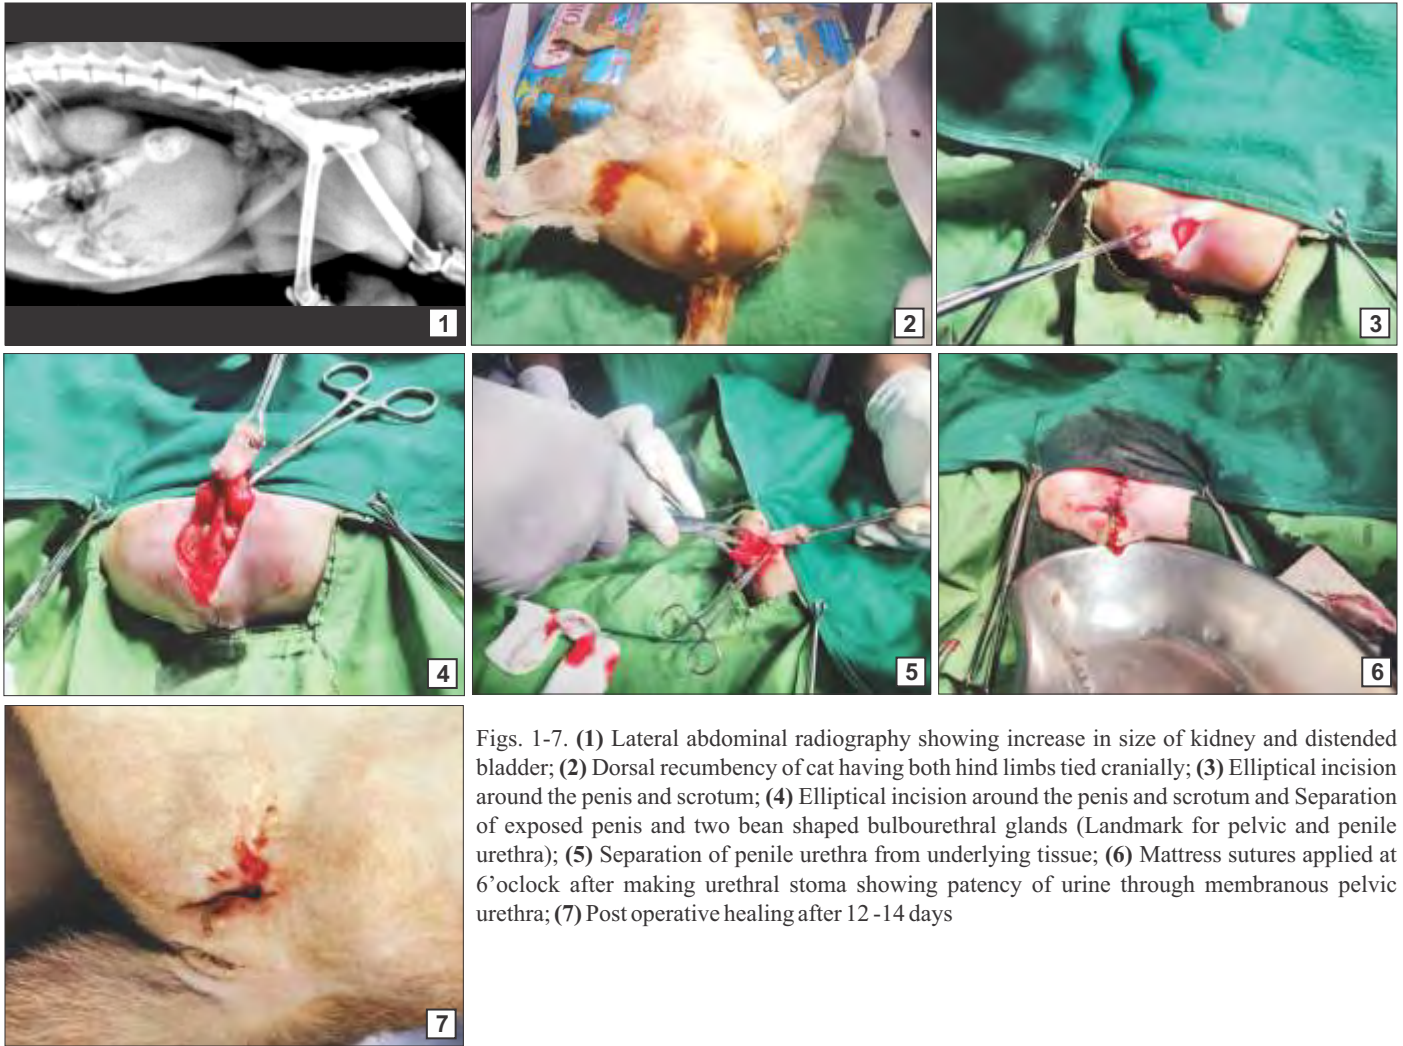 1
2
3
4
5
6
7
Figs. 1-7. (1) Lateral abdominal radiography showing increase in size of kidney and distended
bladder; (2) Dorsal recumbency of cat having both hind limbs tied cranially; (3) Elliptical incision
around the penis and scrotum; (4) Elliptical incision around the penis and scrotum and Separation
of exposed penis and two bean shaped bulbourethral glands (Landmark for pelvic and penile
urethra); (5) Separation of penile urethra from underlying tissue; (6) Mattress sutures applied at
6’oclock after making urethral stoma showing patency of urine through membranous pelvic
urethra; (7) Post operative healing after 12 -14 days